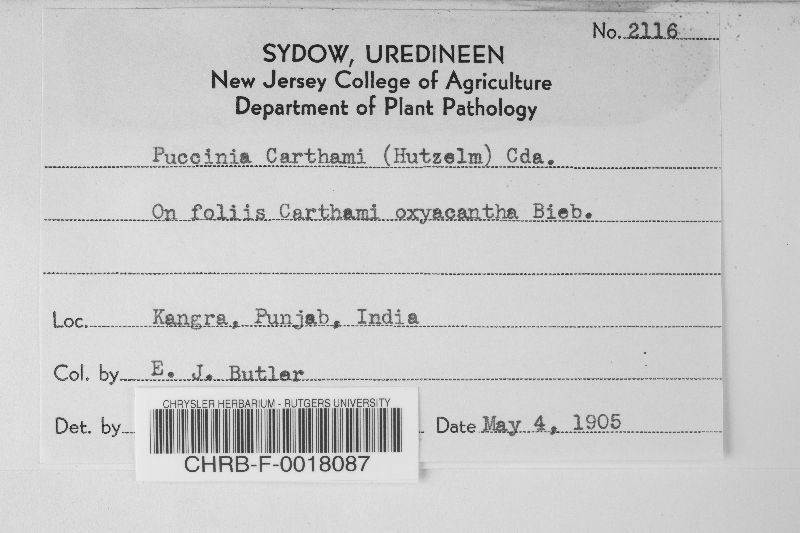 No. 2116
SYDOW, UREDINEEN
New Jersey College of Agriculture
Department of Plant Pathology
Puccinia Carthami (Hutzelm) Cda.
On foliis Carthami oxyacantha Bieb.
Loc. Kangra, Punjab, India
Col. by E. J. Butler
Det. by
Date May 4, 1905
CHRYSLER HERBARIUM - RUTGERS UNIVERSITY
CHRB-F-0018087